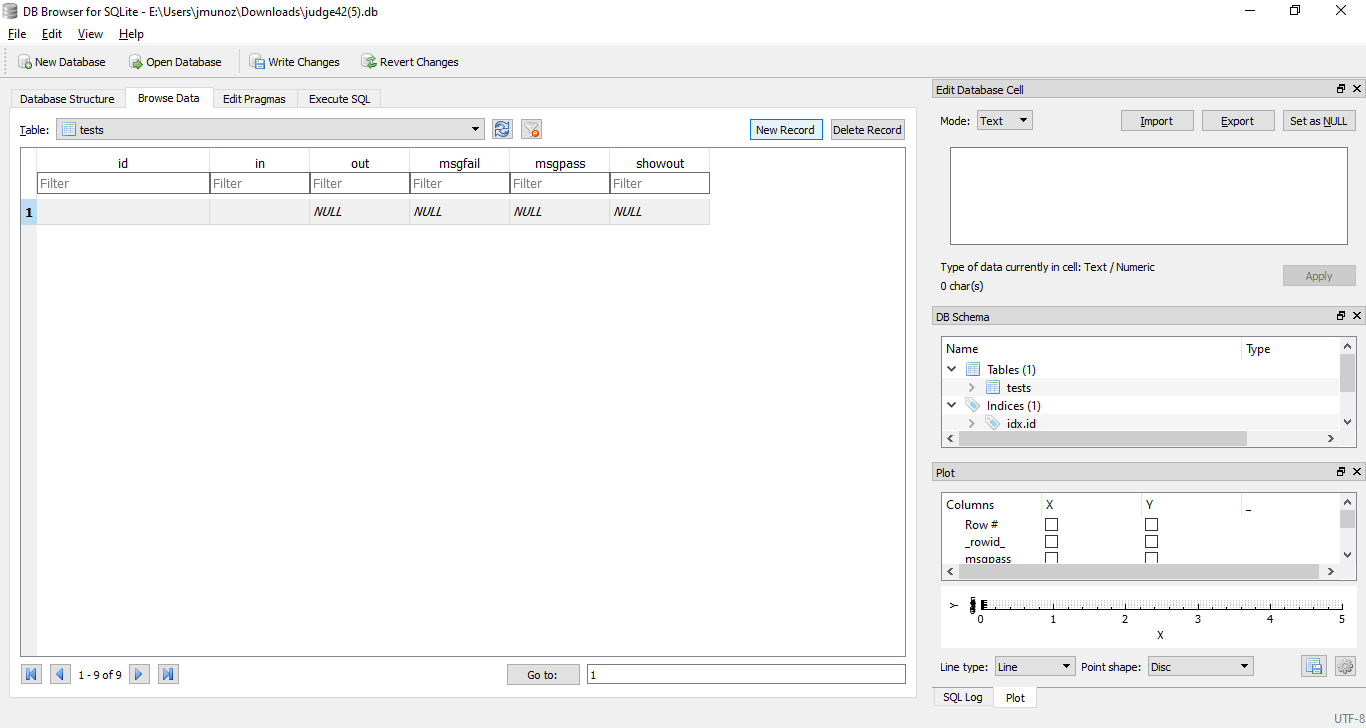 DB Browser for SQLite - E:\Users\jmunoz\Downloads\judge42(5).db
File Edit View Help
New Database Open Database Write Changes Revert Changes
Database Structure Browse Data Edit Pragmas Execute SQL
Table: tests New Record Delete Record
id in out msgfail msgpass showout
Filter Filter Filter Filter Filter Filter
1 NULL NULL NULL NULL
1 - 9 of 9 Go to: 1
Edit Database Cell
Mode: Text Import Export Set as NULL
Type of data currently in cell: Text / Numeric
0 char(s)
Apply
DB Schema
Name Type
Tables (1)
tests
Indices (1)
idx.id
Plot
Columns X Y _
Row #
_rowid_
msgpass
Y
0 1 2 3 4 5
X
Line type: Line Point shape: Disc
SQL Log Plot
UTF-8